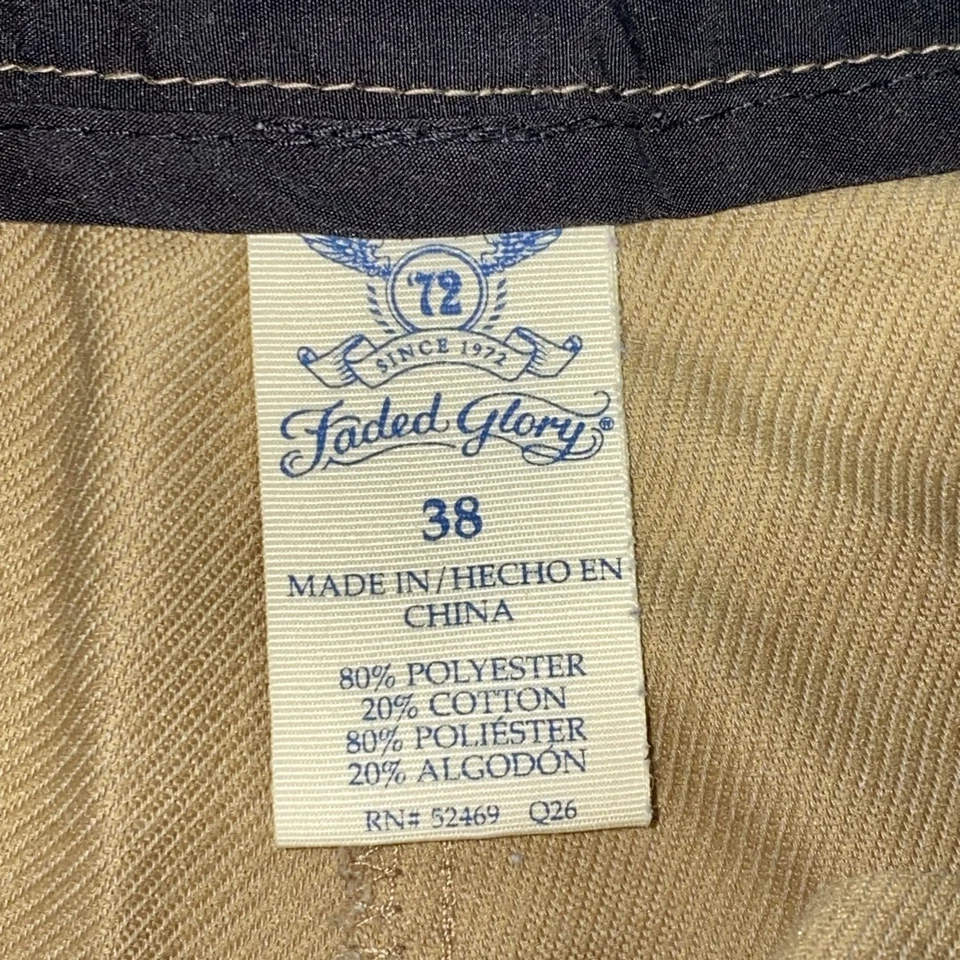 '72
SINCE 1972
Faded Glory®
38
MADE IN/HECHO EN
CHINA
80% POLYESTER
20% COTTON
80% POLIÉSTER
20% ALGODÓN
RN# 52469 Q26